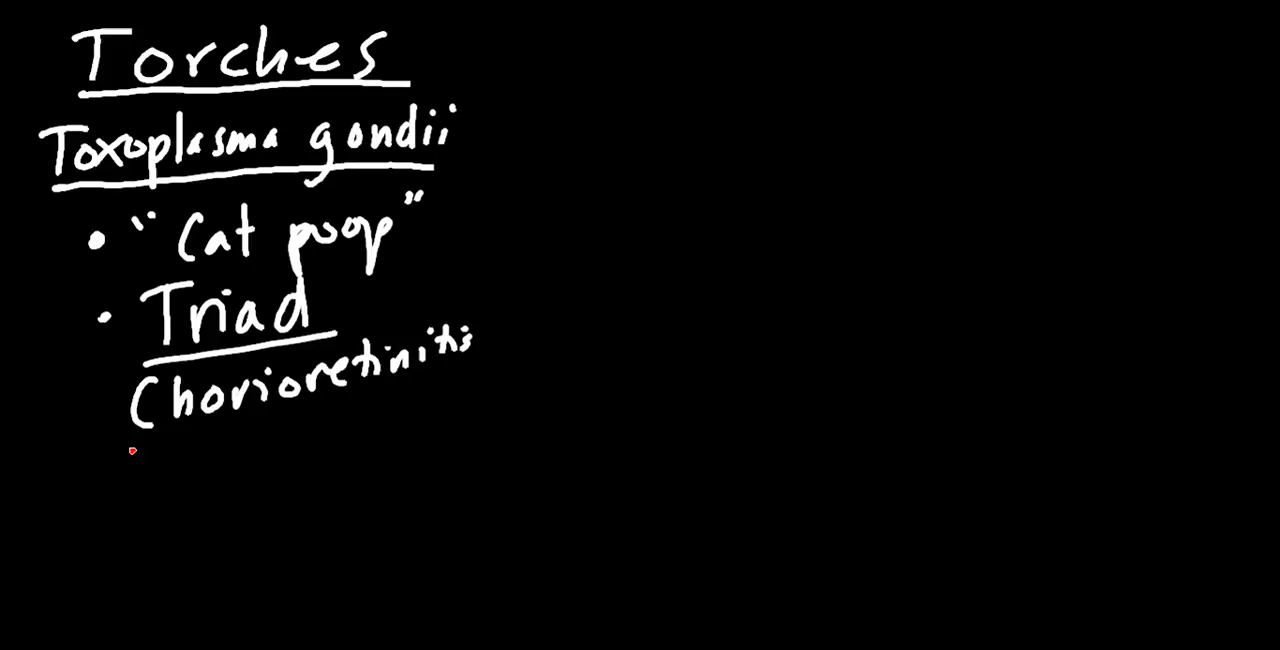 Torches
Toxoplasma gondii
• "Cat poop"
• Triad
Chorioretinitis